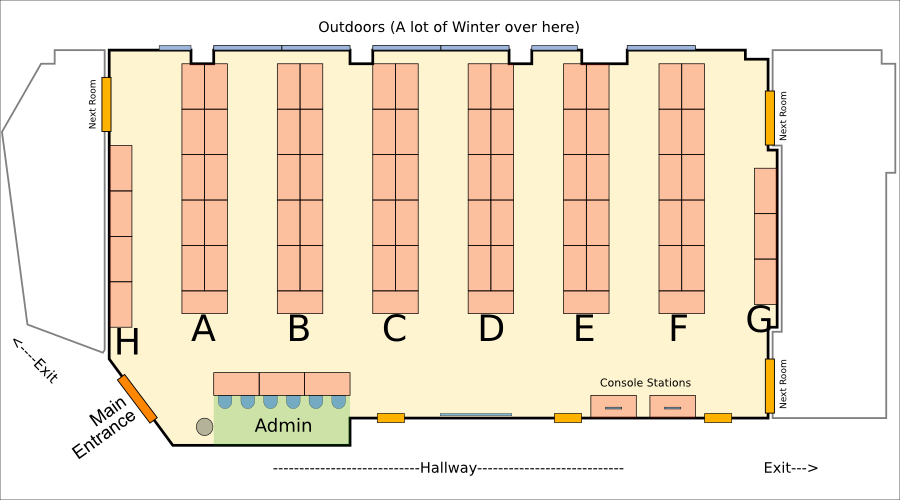 Outdoors (A lot of Winter over here)
Next Room
Next Room
H
A
B
C
D
E
F
G
<----Exit
Main
Entrance
Admin
Console Stations
Next Room
---------------------------Hallway---------------------------
Exit--->